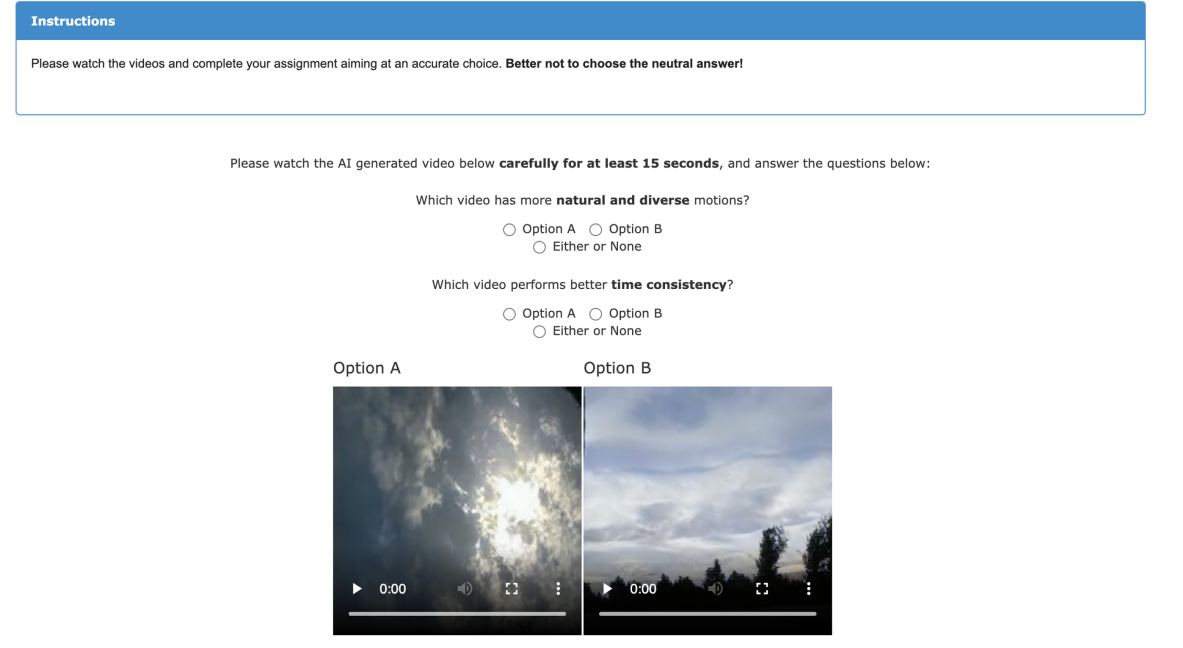 Instructions
Please watch the videos and complete your assignment aiming at an accurate choice. Better not to choose the neutral answer!
Please watch the AI generated video below carefully for at least 15 seconds, and answer the questions below:
Which video has more natural and diverse motions?
Option A Option B
Either or None
Which video performs better time consistency?
Option A Option B
Either or None
Option A Option B
0:00 0:00